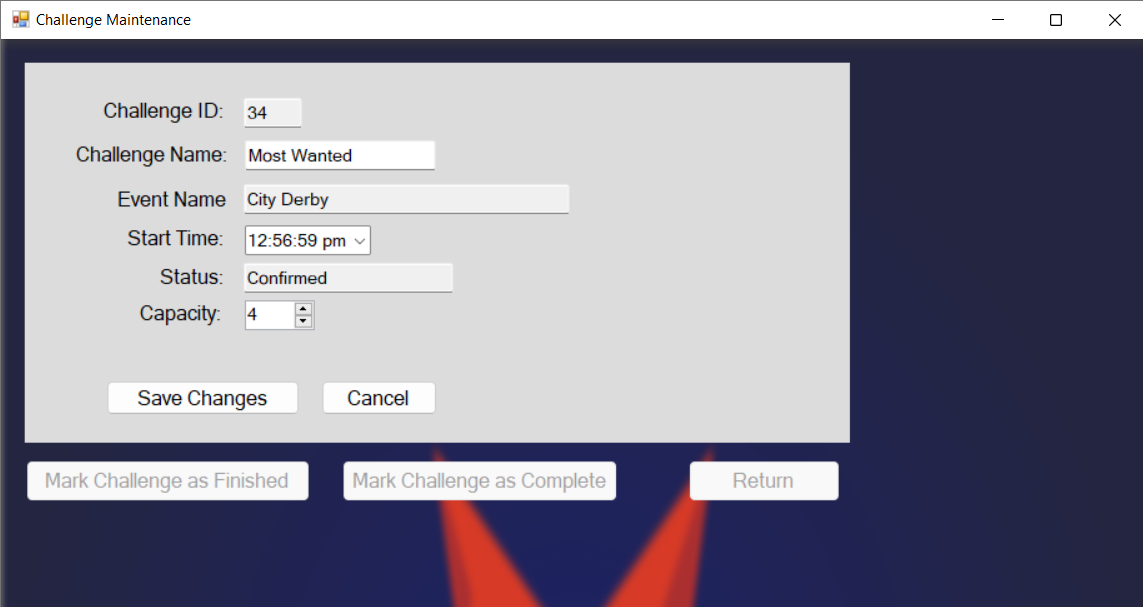 Challenge Maintenance
Challenge ID: 34
Challenge Name: Most Wanted
Event Name City Derby
Start Time: 12:56:59 pm
Status: Confirmed
Capacity: 4
Save Changes Cancel
Mark Challenge as Finished Mark Challenge as Complete Return